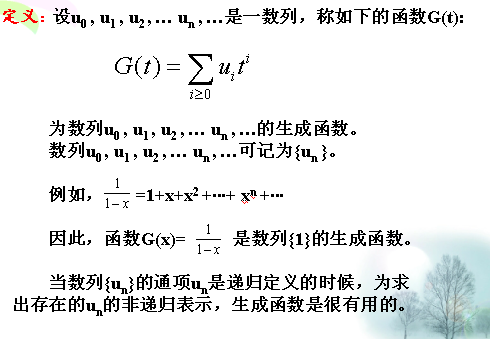 定义：设u₀ , u₁ , u₂ , … uₙ , …是一数列，称如下的函数G(t):
G(t) = ∑_{i≥0} uᵢtⁱ
为数列u₀ , u₁ , u₂ , … uₙ , …的生成函数。
数列u₀ , u₁ , u₂ , … uₙ , …可记为{uₙ }。
例如， 1/(1−x) =1+x+x² +…+ xⁿ +…
因此，函数G(x)= 1/(1−x) 是数列{1}的生成函数。
当数列{uₙ}的通项uₙ是递归定义的时候，为求
出存在的uₙ的非递归表示，生成函数是很有用的。